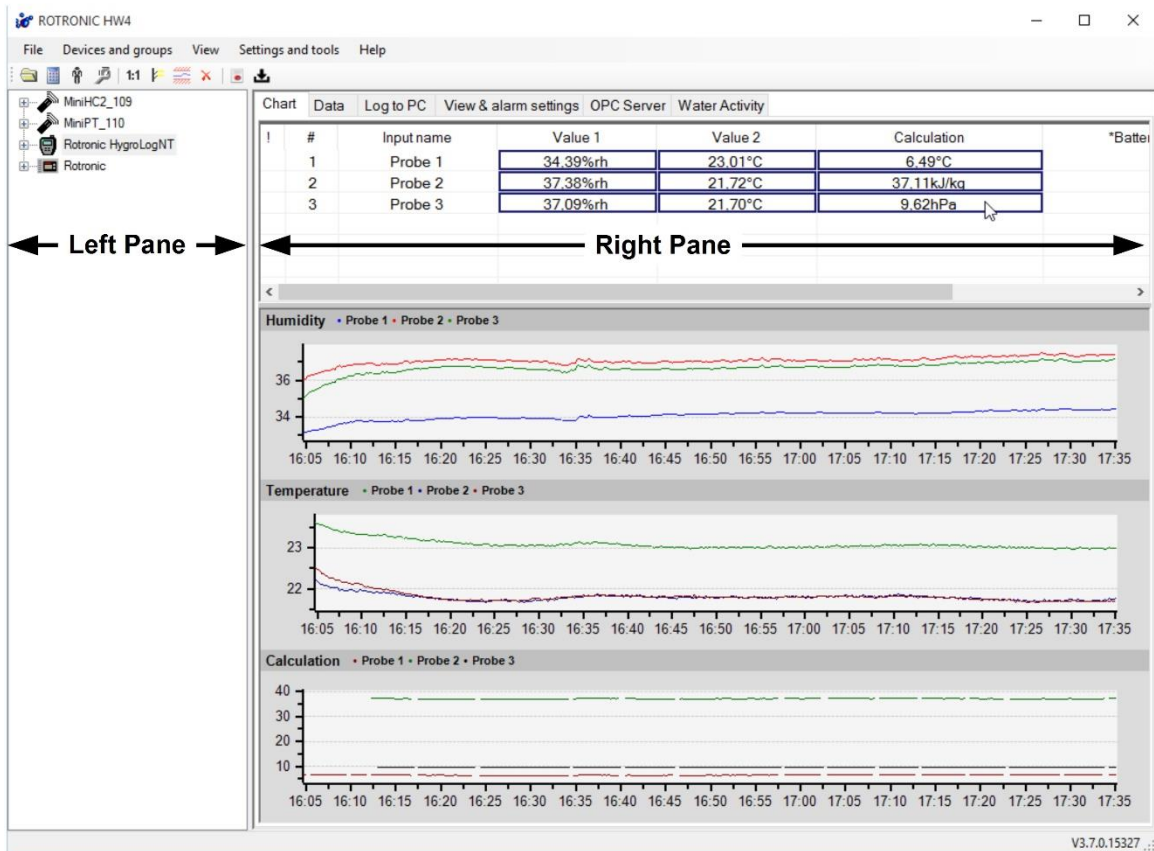 ROTRONIC HW4
File Devices and groups View Settings and tools Help
1:1
MiniHC2_109
MiniPT_110
Rotronic HygroLogNT
Rotronic
Chart Data Log to PC View & alarm settings OPC Server Water Activity
! # Input name Value 1 Value 2 Calculation *Batter
1 Probe 1 34,39%rh 23,01°C 6,49°C
2 Probe 2 37,38%rh 21,72°C 37,11kJ/kg
3 Probe 3 37,09%rh 21,70°C 9,62hPa
Left Pane
Right Pane
Humidity • Probe 1 • Probe 2 • Probe 3
36
34
16:05 16:10 16:15 16:20 16:25 16:30 16:35 16:40 16:45 16:50 16:55 17:00 17:05 17:10 17:15 17:20 17:25 17:30 17:35
Temperature • Probe 1 • Probe 2 • Probe 3
23
22
16:05 16:10 16:15 16:20 16:25 16:30 16:35 16:40 16:45 16:50 16:55 17:00 17:05 17:10 17:15 17:20 17:25 17:30 17:35
Calculation • Probe 1 • Probe 2 • Probe 3
40
30
20
10
16:05 16:10 16:15 16:20 16:25 16:30 16:35 16:40 16:45 16:50 16:55 17:00 17:05 17:10 17:15 17:20 17:25 17:30 17:35
V3.7.0.15327